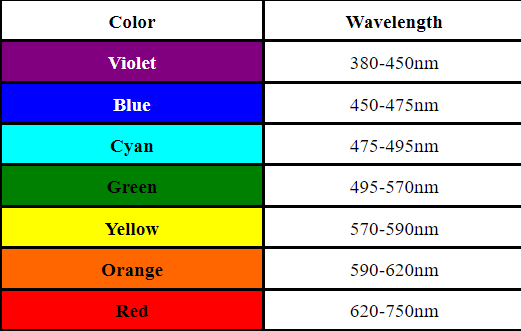 Color Wavelength
Violet 380-450nm
Blue 450-475nm
Cyan 475-495nm
Green 495-570nm
Yellow 570-590nm
Orange 590-620nm
Red 620-750nm